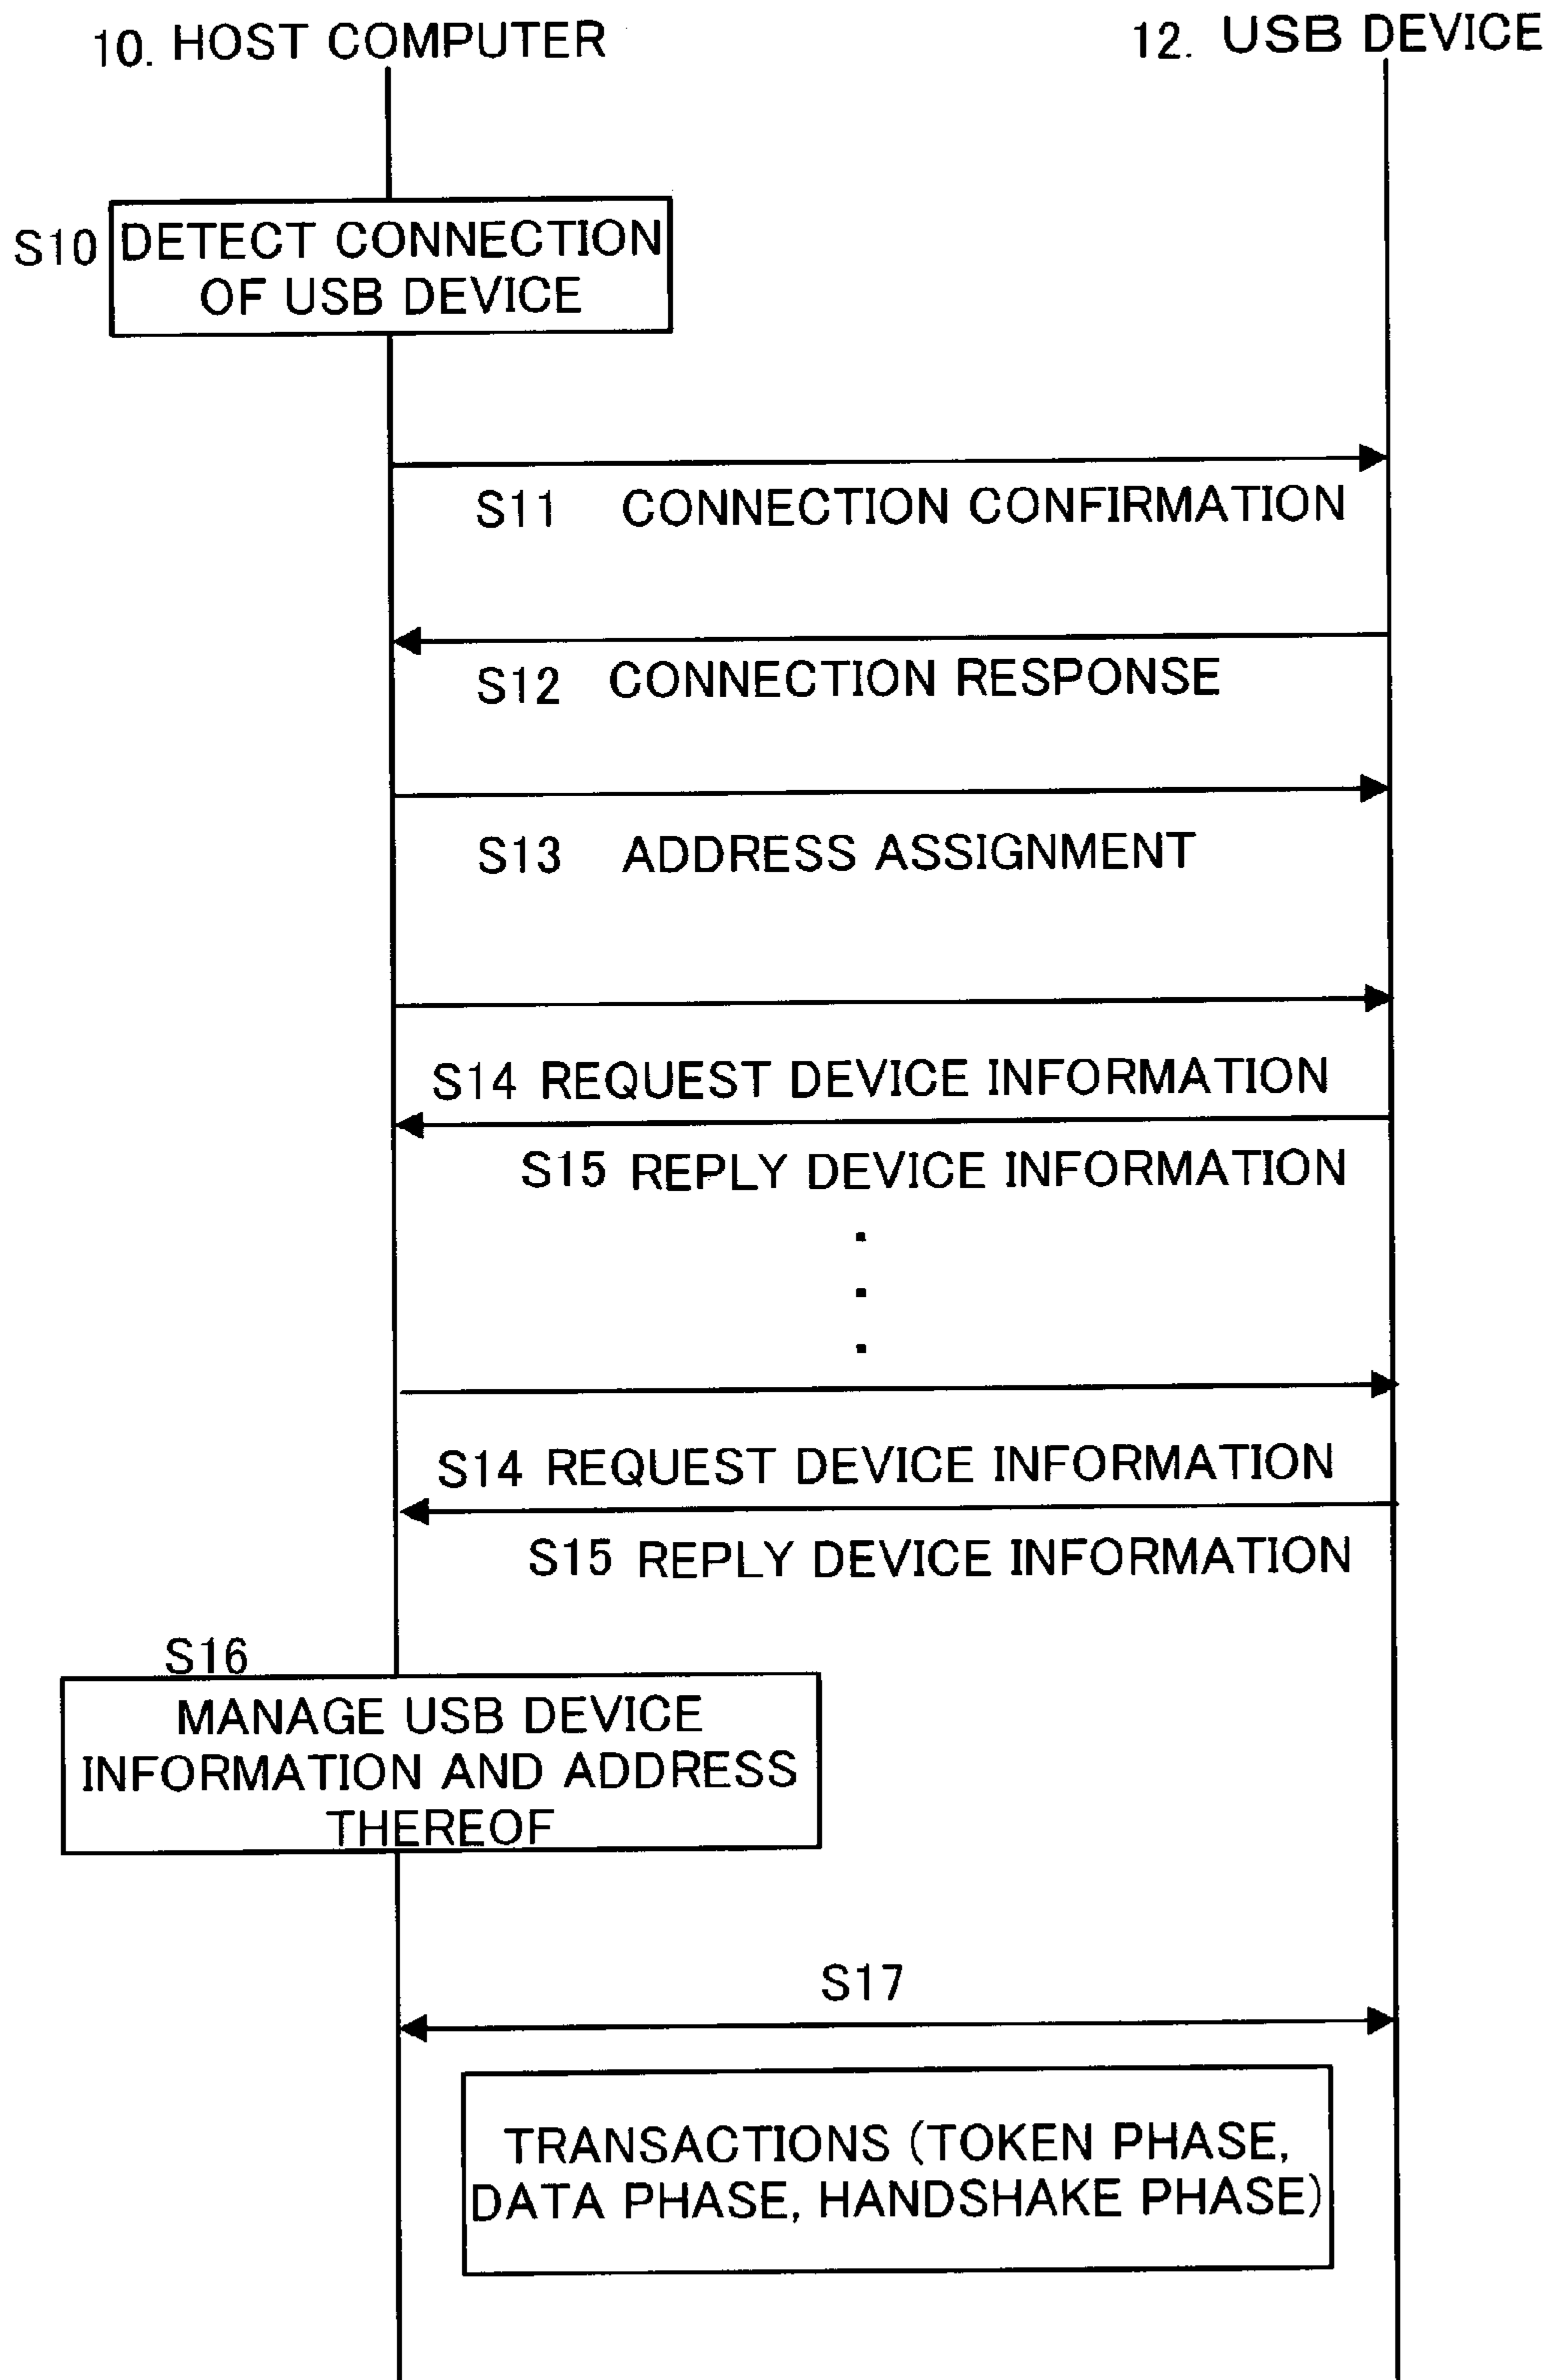 10. HOST COMPUTER
12. USB DEVICE
S10
DETECT CONNECTION
OF USB DEVICE
S11 CONNECTION CONFIRMATION
S12 CONNECTION RESPONSE
S13 ADDRESS ASSIGNMENT
S14 REQUEST DEVICE INFORMATION
S15 REPLY DEVICE INFORMATION
S14 REQUEST DEVICE INFORMATION
S15 REPLY DEVICE INFORMATION
S16
MANAGE USB DEVICE
INFORMATION AND ADDRESS
THEREOF
S17
TRANSACTIONS (TOKEN PHASE,
DATA PHASE, HANDSHAKE PHASE)